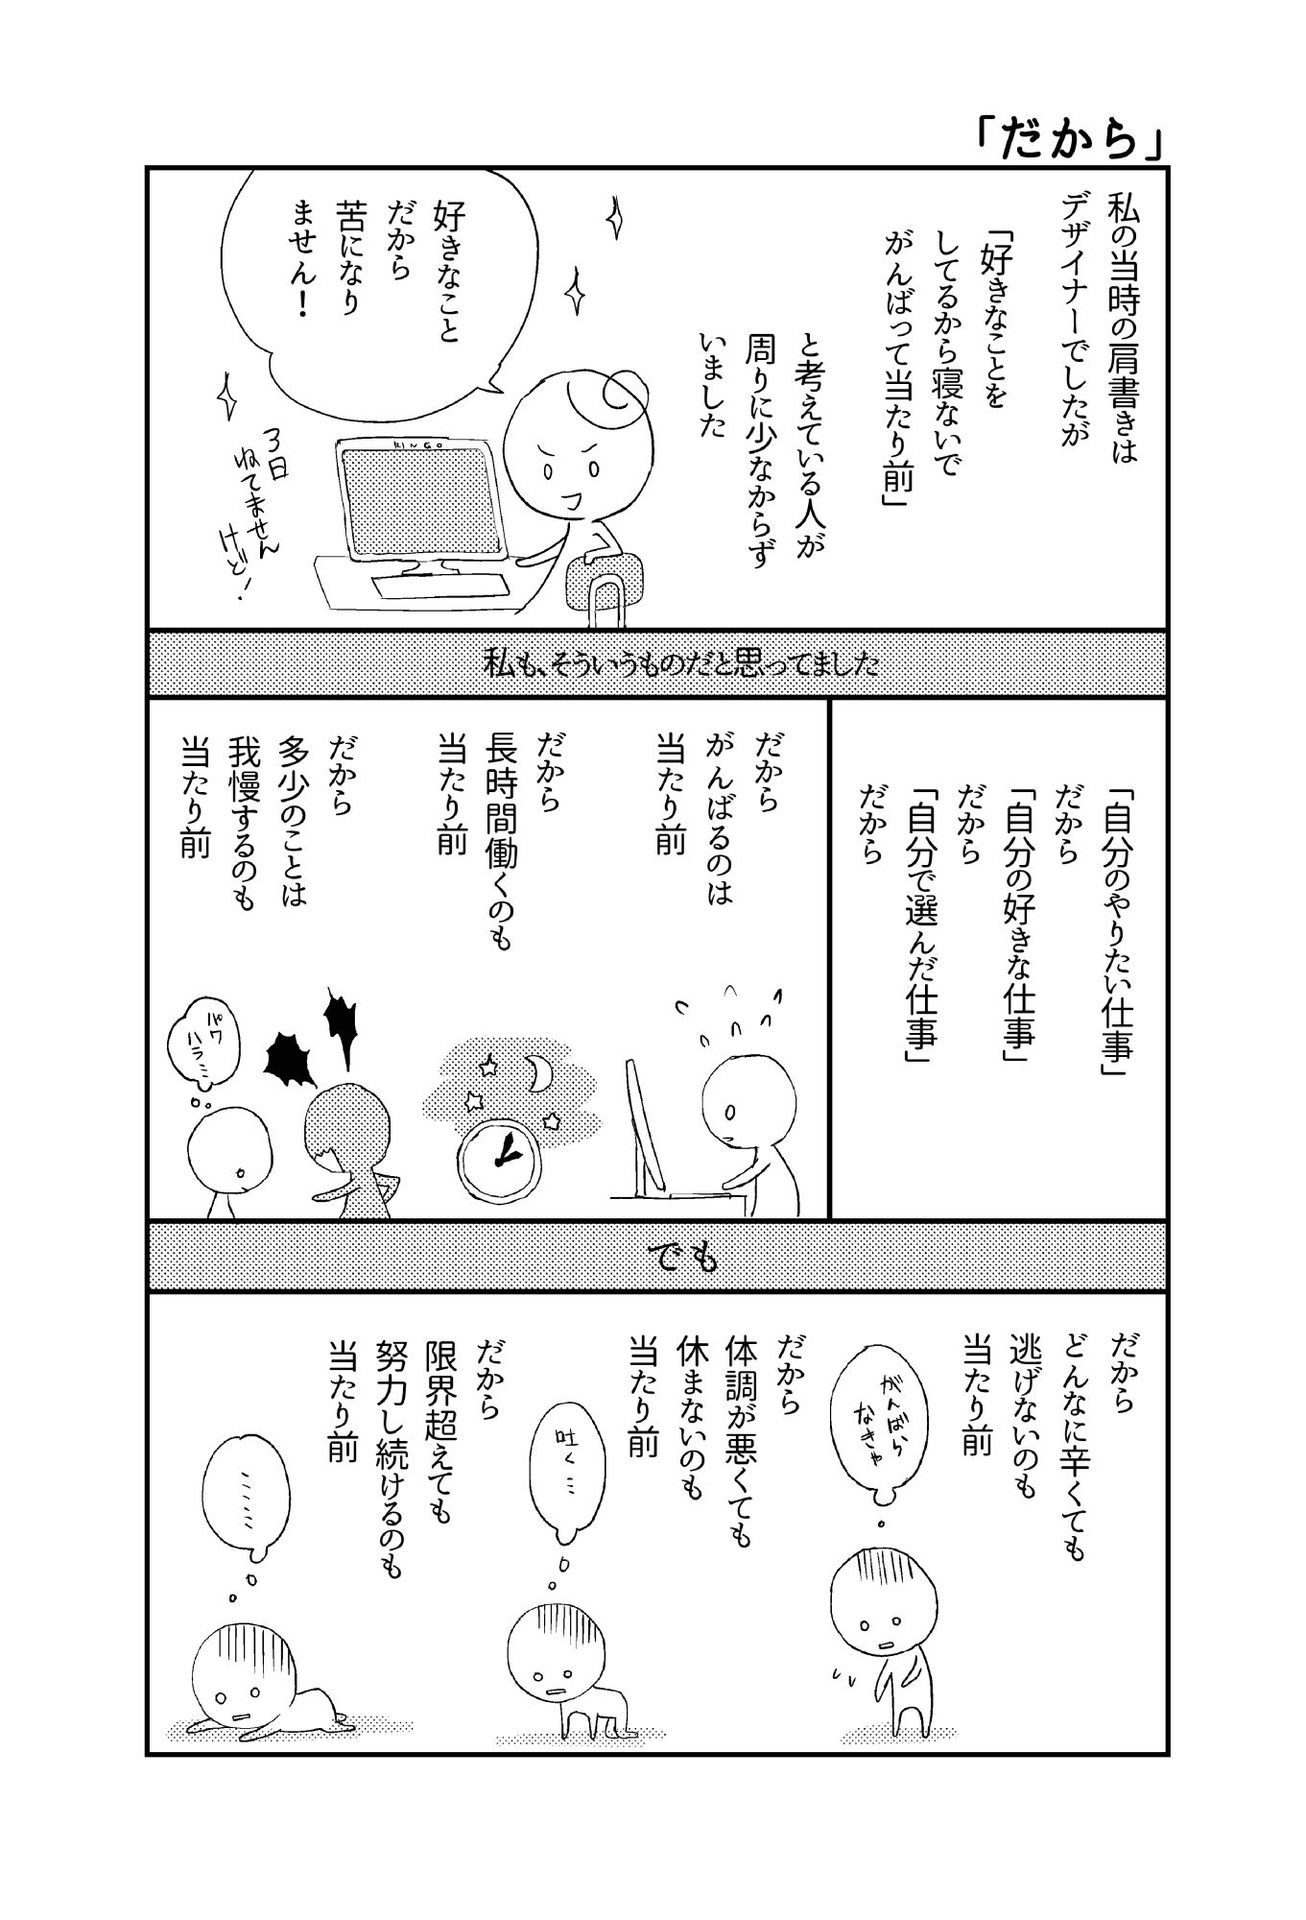 「だから」
私の当時の肩書きは
デザイナーでしたが
「好きなことを
してるから寝ないで
がんばって当たり前」
と考えている人が
周りに少なからず
いました
好きなこと
だから
苦になり
ません！
RINGO
3日
ねてません
けど！
私も、そういうものだと思ってました
「自分のやりたい仕事」
だから
「自分の好きな仕事」
だから
「自分で選んだ仕事」
だから
だから
がんばるのは
当たり前
だから
長時間働くのも
当たり前
だから
多少のことは
我慢するのも
当たり前
パワ
ハラ……
でも
だから
どんなに辛くても
逃げないのも
当たり前
がんばら
なきゃ
だから
体調が悪くても
休まないのも
当たり前
吐く…
だから
限界超えても
努力し続けるのも
当たり前
……